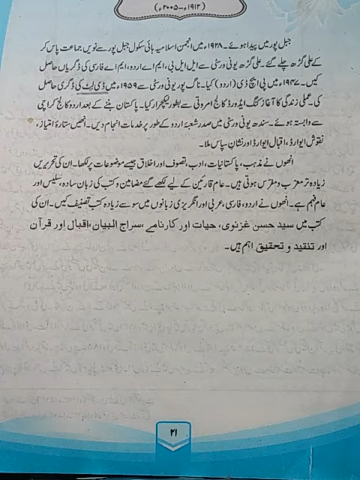 (۱۹۱۲ء—۲۰۰۵ء)
جبل پور میں پیدا ہوئے۔ ۱۹۲۸ء میں انجمن اسلامیہ ہائی سکول جبل پور سے نویں جماعت پاس کر
کے علی گڑھ چلے گئے۔ علی گڑھ یونی ورسٹی سے ایل ایل بی، ایم اے اردو، ایم اے فارسی کی ڈگریاں حاصل
کیں۔ ۱۹۴۷ء میں پی ایچ ڈی (اردو) کیا۔ ناگ پور یونی ورسٹی سے ۱۹۵۹ء میں ڈی لٹ کی ڈگری حاصل
کی۔ عملی زندگی کا آغاز کنگ ایڈورڈ کالج امروتی سے بطور لیکچرار کیا۔ پاکستان بننے کے بعد اردو کالج کراچی
سے وابستہ ہوئے۔ سندھ یونی ورسٹی میں صدر شعبۂ اردو کے طور پر خدمات انجام دیں۔ انھیں ستارۂ امتیاز،
نقوش ایوارڈ، اقبال ایوارڈ اور نشانِ سپاس ملا۔
انھوں نے مذہب، پاکستانیات، ادب، تصوف اور اخلاق جیسے موضوعات پر لکھا۔ ان کی تحریریں
زیادہ تر معرب و مفرس ہوتی ہیں۔ عام قارئین کے لیے لکھے گئے مضامین و کتب کی زبان سادہ، سلیس اور
عام فہم ہے۔ انھوں نے اردو، فارسی، عربی اور انگریزی زبانوں میں سو سے زیادہ کتب تصنیف کیں۔ ان کی
کتب میں سید حسن غزنوی، حیات اور کارنامے، سراج البیان، اقبال اور قرآن
اور تنقید و تحقیق اہم ہیں۔
۲۱